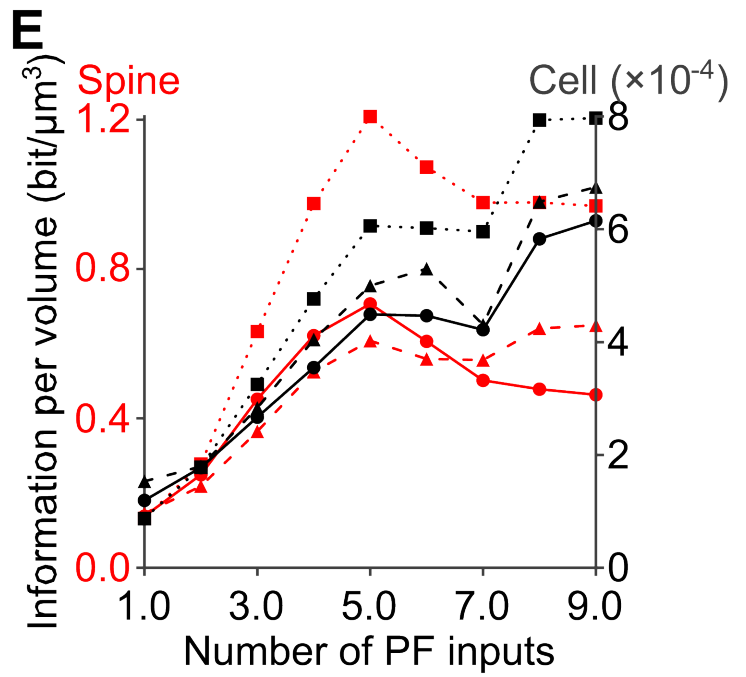 E
Spine
Cell (×10⁻⁴)
Information per volume (bit/μm³)
1.2
0.8
0.4
0.0
8
6
4
2
0
1.0 3.0 5.0 7.0 9.0
Number of PF inputs